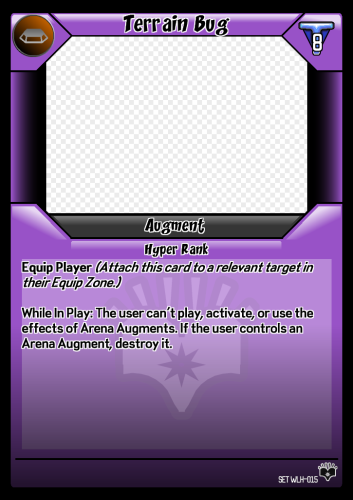 Terrain Bug
8
Augment
Hyper Rank
Equip Player (Attach this card to a relevant target in
their Equip Zone.)
While In Play: The user can't play, activate, or use the
effects of Arena Augments. If the user controls an
Arena Augment, destroy it.
SET WLH-015